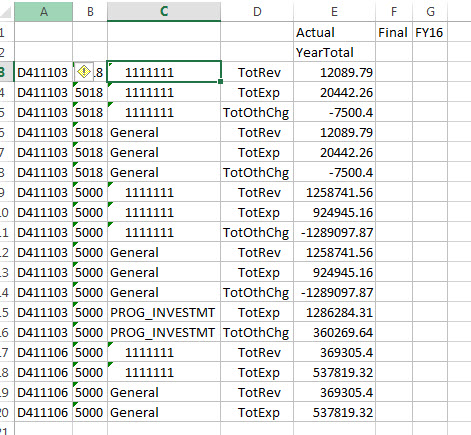 A B C D E F G
1 Actual Final FY16
2 YearTotal
3 D411103 .8 1111111 TotRev 12089.79
4 D411103 5018 1111111 TotExp 20442.26
5 D411103 5018 1111111 TotOthChg -7500.4
6 D411103 5018 General TotRev 12089.79
7 D411103 5018 General TotExp 20442.26
8 D411103 5018 General TotOthChg -7500.4
9 D411103 5000 1111111 TotRev 1258741.56
10 D411103 5000 1111111 TotExp 924945.16
11 D411103 5000 1111111 TotOthChg -1289097.87
12 D411103 5000 General TotRev 1258741.56
13 D411103 5000 General TotExp 924945.16
14 D411103 5000 General TotOthChg -1289097.87
15 D411103 5000 PROG_INVESTMT TotExp 1286284.31
16 D411103 5000 PROG_INVESTMT TotOthChg 360269.64
17 D411106 5000 1111111 TotRev 369305.4
18 D411106 5000 1111111 TotExp 537819.32
19 D411106 5000 General TotRev 369305.4
20 D411106 5000 General TotExp 537819.32